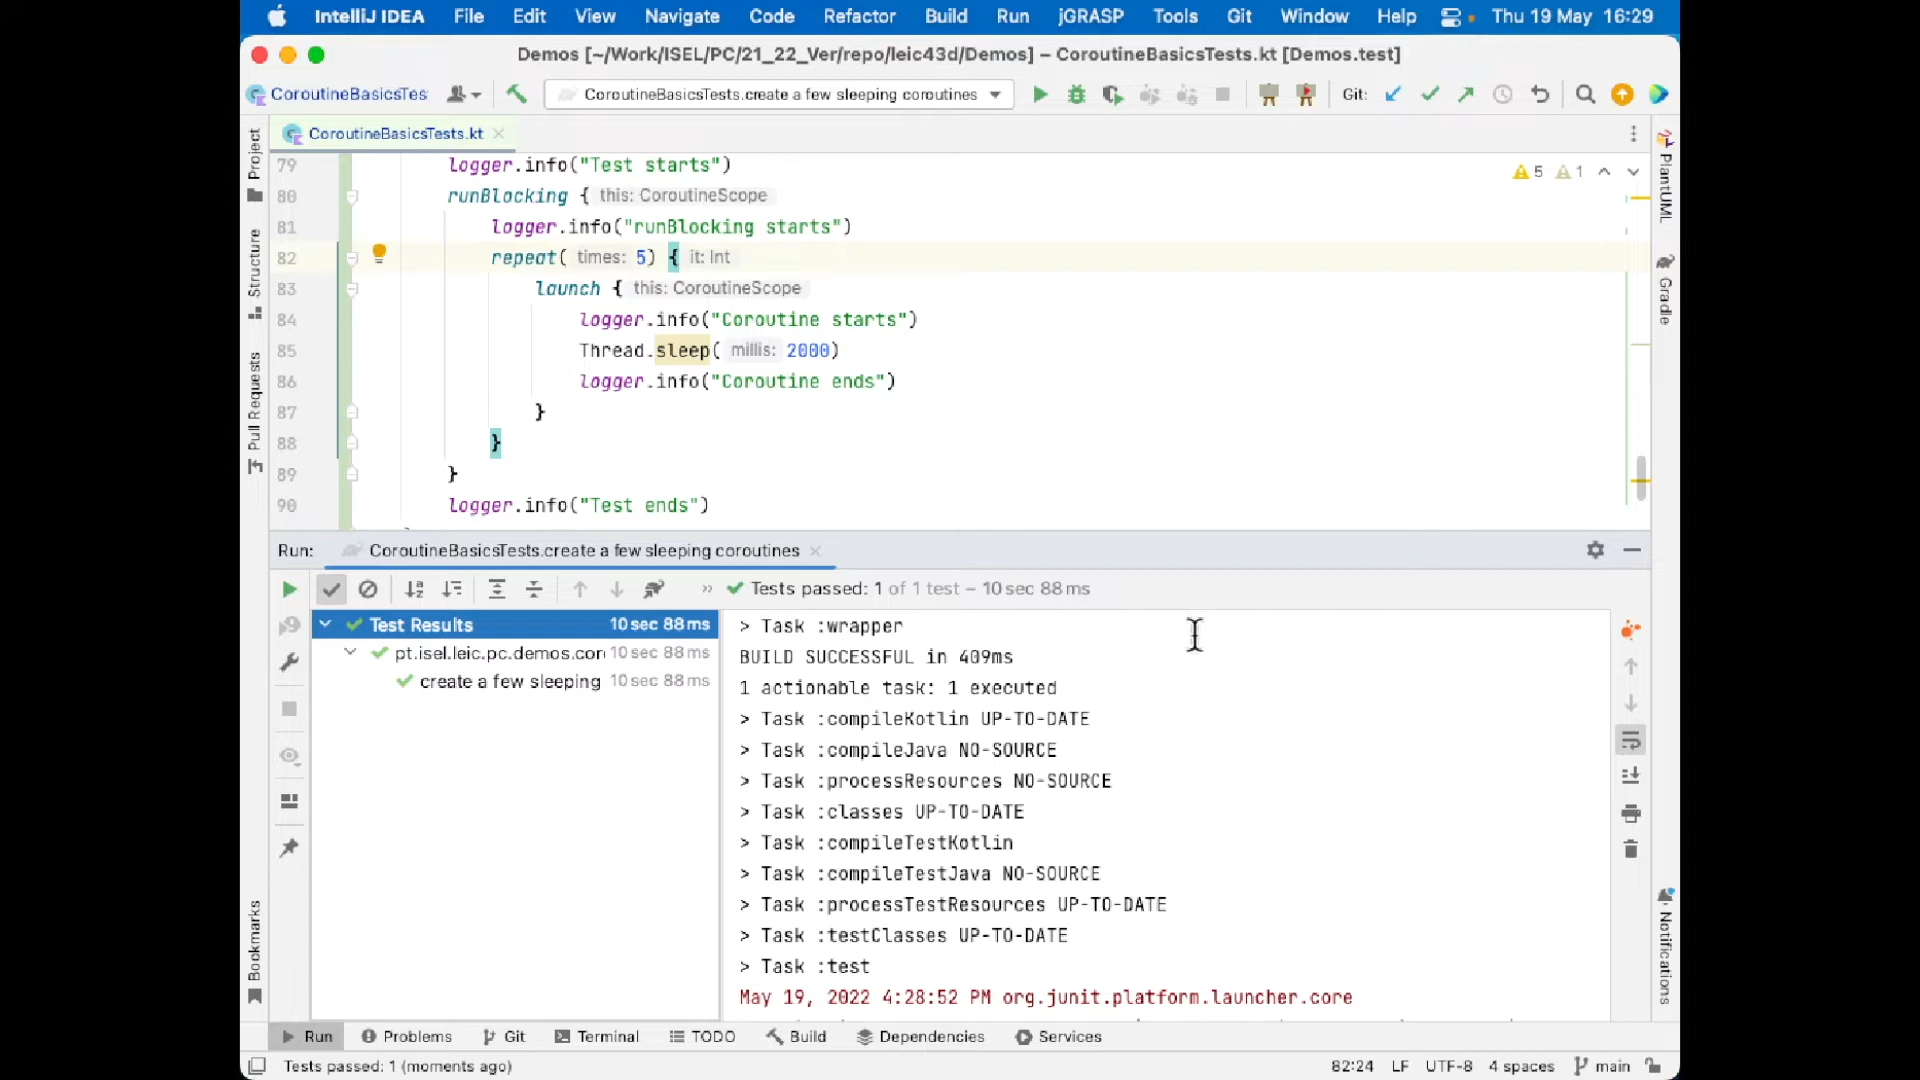 IntelliJ IDEA File Edit View Navigate Code Refactor Build Run jGRASP Tools Git Window Help Thu 19 May 16:29
Demos [~/Work/ISEL/PC/21_22_Ver/repo/leic43d/Demos] – CoroutineBasicsTests.kt [Demos.test]
CoroutineBasicsTes CoroutineBasicsTests.create a few sleeping coroutines Git:
CoroutineBasicsTests.kt
Project
Structure
Pull Requests
Bookmarks
79 logger.info("Test starts")
80 runBlocking { this: CoroutineScope
81 logger.info("runBlocking starts")
82 repeat( times: 5) { it: Int
83 launch { this: CoroutineScope
84 logger.info("Coroutine starts")
85 Thread.sleep( millis: 2000)
86 logger.info("Coroutine ends")
87 }
88 }
89 }
90 logger.info("Test ends")
5 1
PlantUML
Gradle
Notifications
Run: CoroutineBasicsTests.create a few sleeping coroutines
» Tests passed: 1 of 1 test – 10 sec 88 ms
Test Results 10 sec 88 ms
pt.isel.leic.pc.demos.cor 10 sec 88 ms
create a few sleeping 10 sec 88 ms
> Task :wrapper
BUILD SUCCESSFUL in 409ms
1 actionable task: 1 executed
> Task :compileKotlin UP-TO-DATE
> Task :compileJava NO-SOURCE
> Task :processResources NO-SOURCE
> Task :classes UP-TO-DATE
> Task :compileTestKotlin
> Task :compileTestJava NO-SOURCE
> Task :processTestResources UP-TO-DATE
> Task :testClasses UP-TO-DATE
> Task :test
May 19, 2022 4:28:52 PM org.junit.platform.launcher.core
Run Problems Git Terminal TODO Build Dependencies Services
Tests passed: 1 (moments ago) 82:24 LF UTF-8 4 spaces main